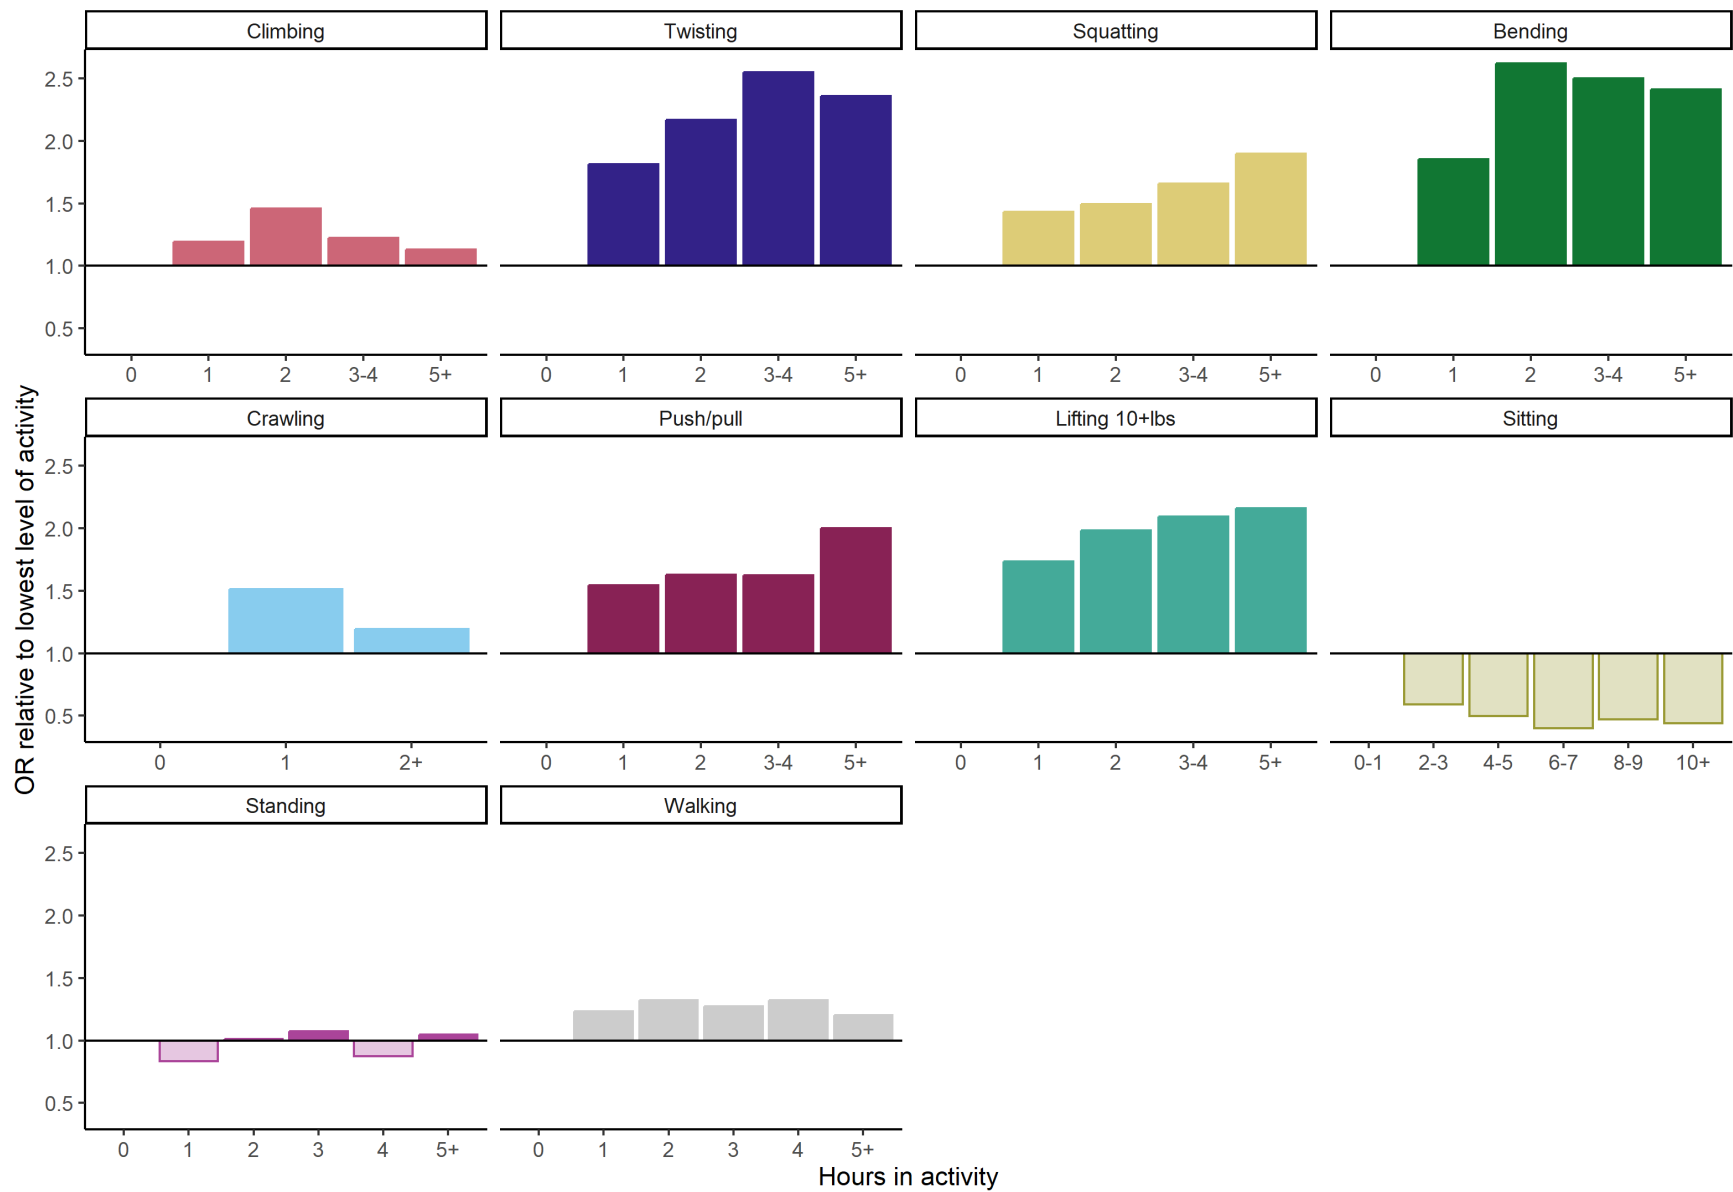 Climbing Twisting Squatting Bending
2.5
2.0
1.5
1.0
0.5
0 1 2 3-4 5+ 0 1 2 3-4 5+ 0 1 2 3-4 5+ 0 1 2 3-4 5+
Crawling Push/pull Lifting 10+lbs Sitting
2.5
2.0
1.5
1.0
0.5
0 1 2+ 0 1 2 3-4 5+ 0 1 2 3-4 5+ 0-1 2-3 4-5 6-7 8-9 10+
OR relative to lowest level of activity
Standing Walking
2.5
2.0
1.5
1.0
0.5
0 1 2 3 4 5+ 0 1 2 3 4 5+
Hours in activity